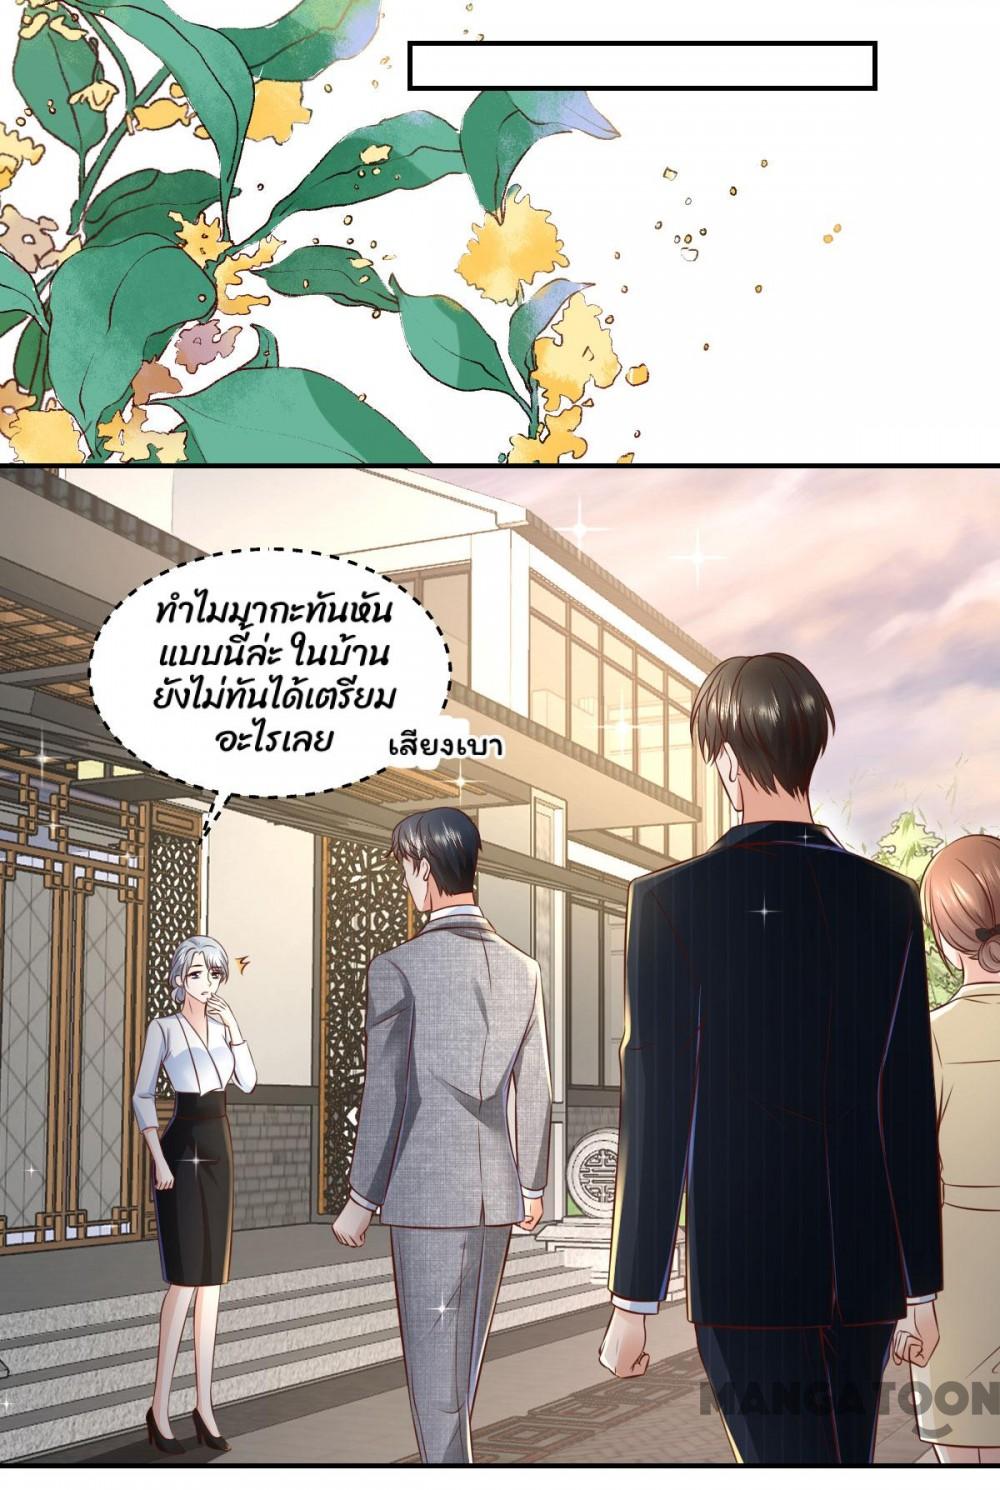 ทำไมมากะทันหัน
แบบนี้ล่ะ ในบ้าน
ยังไม่ทันได้เตรียม
อะไรเลย
เสียงเบา
MANGATOON